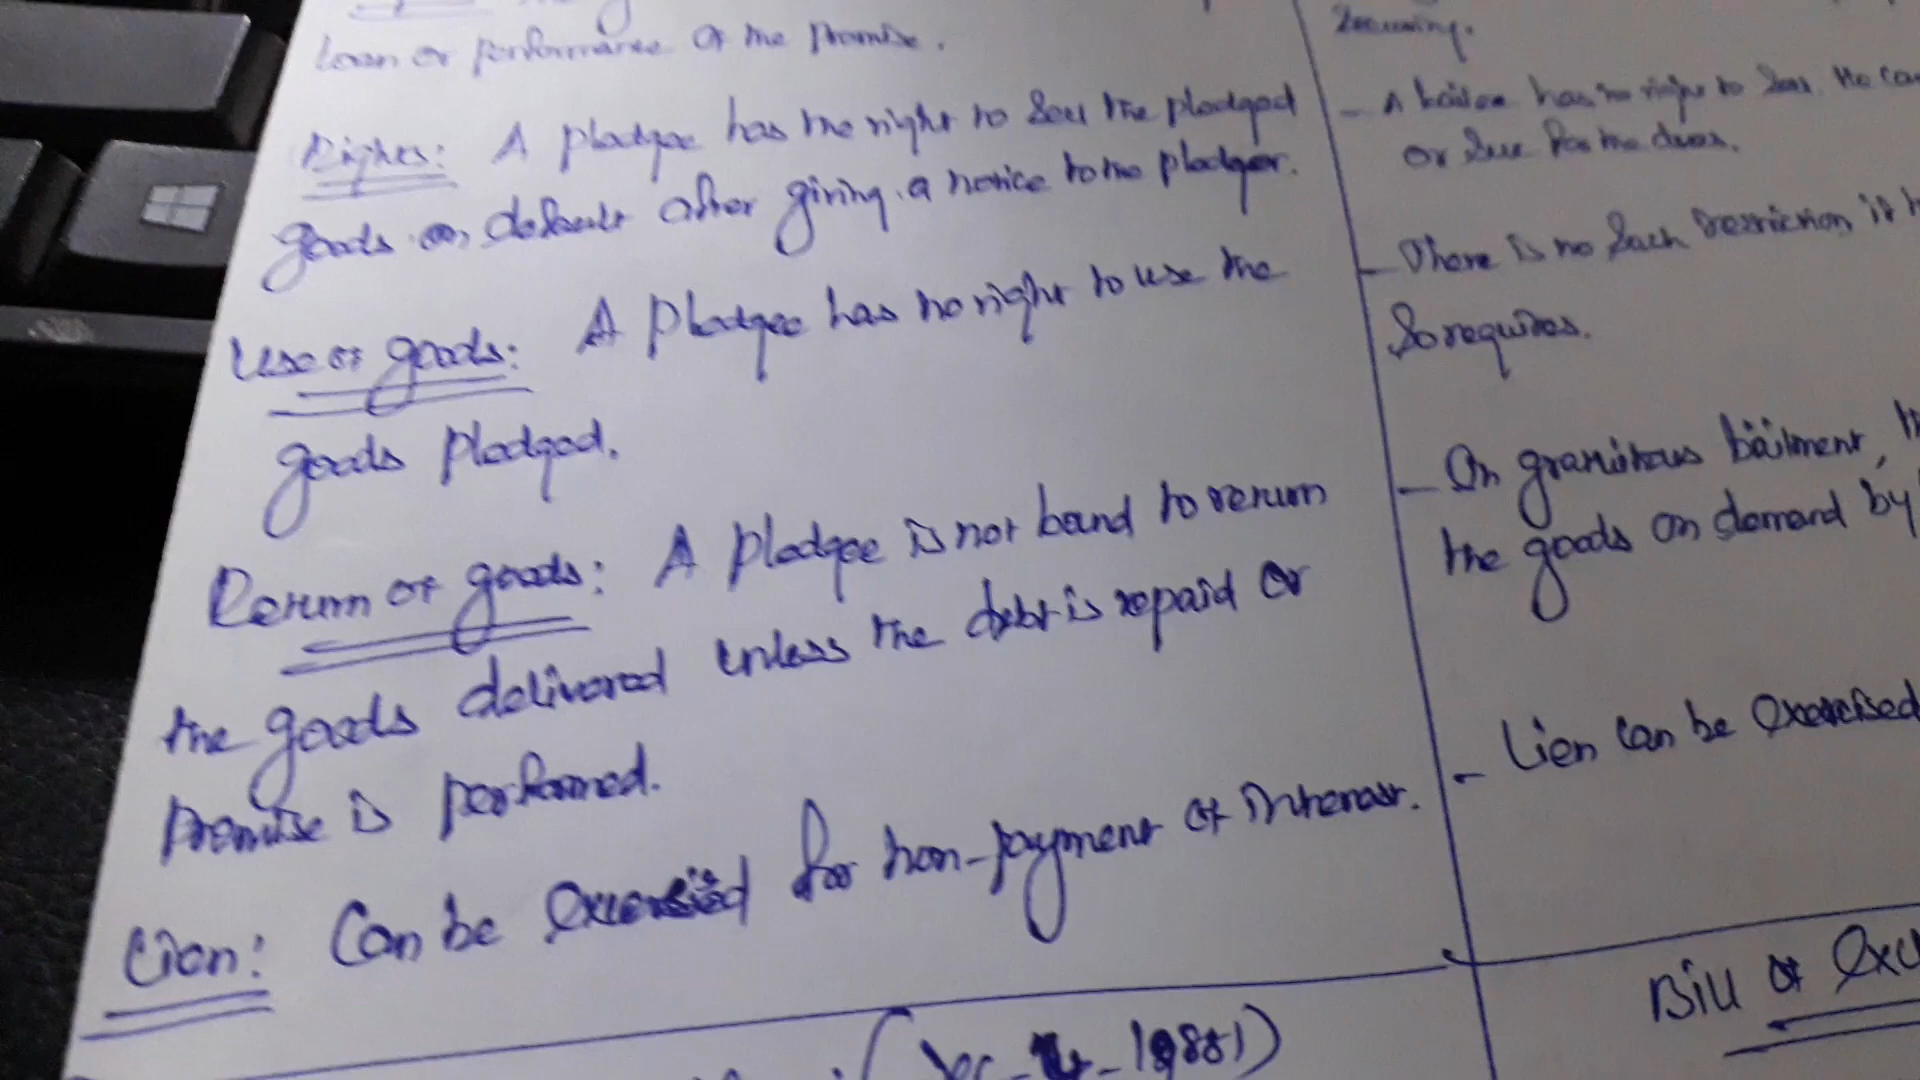 loan or performance of the promise.
Rights: A pledgee has the right to sell the pledged
goods on default after giving a notice to the pledger.
Use of goods: A Pledgee has no right to use the
goods pledged.
Return of goods: A pledgee is not bound to return
the goods delivered unless the debt is repaid or
promise is performed.
Lien: Can be exercised for non-payment of interest.
- A bailee has no right to sell. He can
or sue for the dues.
- There is no such restriction if
So requires.
- In gratuitous bailment,
the goods on demand by
- Lien can be exercised
Bill of